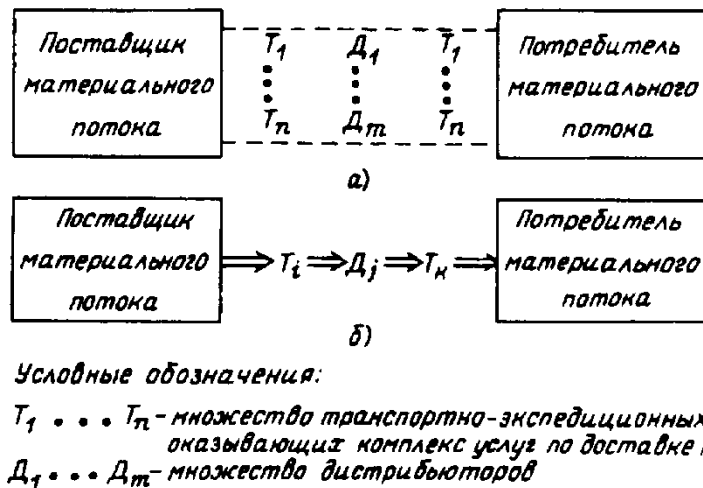 Поставщик материального потока
T₁ Д₁ T₁
Tₙ Дₘ Tₙ
Потребитель материального потока
а)
Поставщик материального потока
Tᵢ Дⱼ Tₖ
Потребитель материального потока
б)
Условные обозначения:
T₁ • • • Tₙ - множество транспортно-экспедиционных
оказывающих комплекс услуг по доставке
Д₁ • • • Дₘ - множество дистрибьюторов